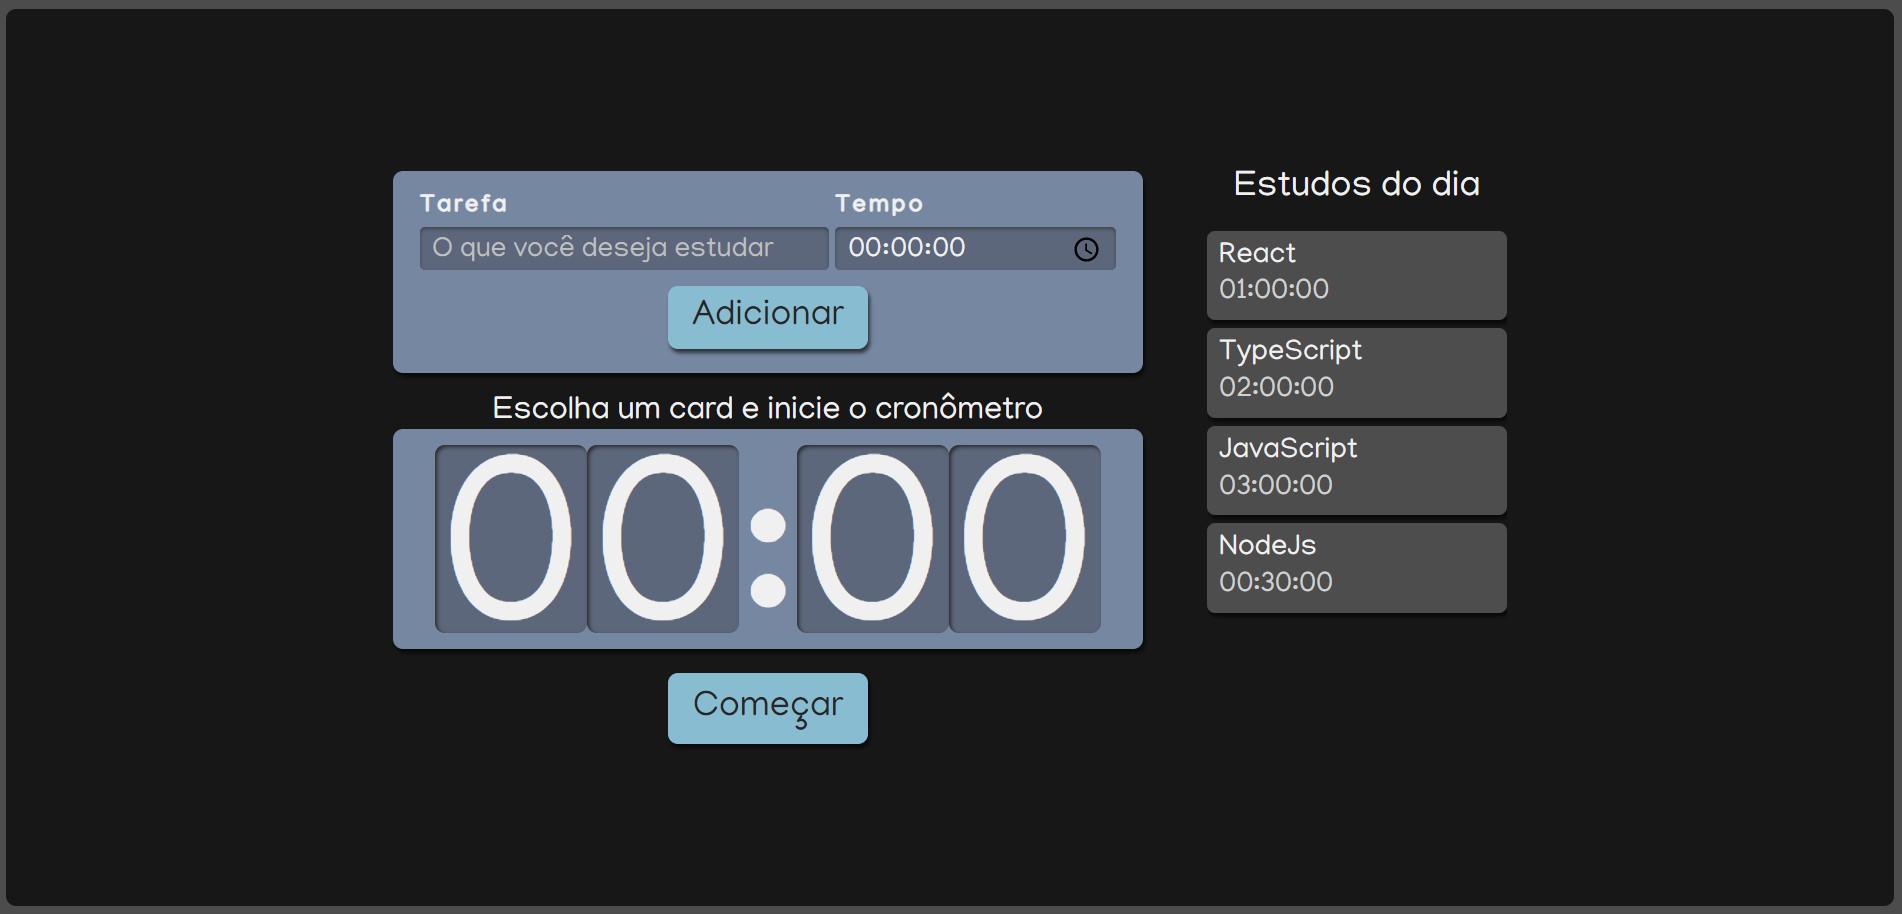 Tarefa
Tempo
O que você deseja estudar
00:00:00
Adicionar
Escolha um card e inicie o cronômetro
00:00
Começar
Estudos do dia
React
01:00:00
TypeScript
02:00:00
JavaScript
03:00:00
NodeJs
00:30:00